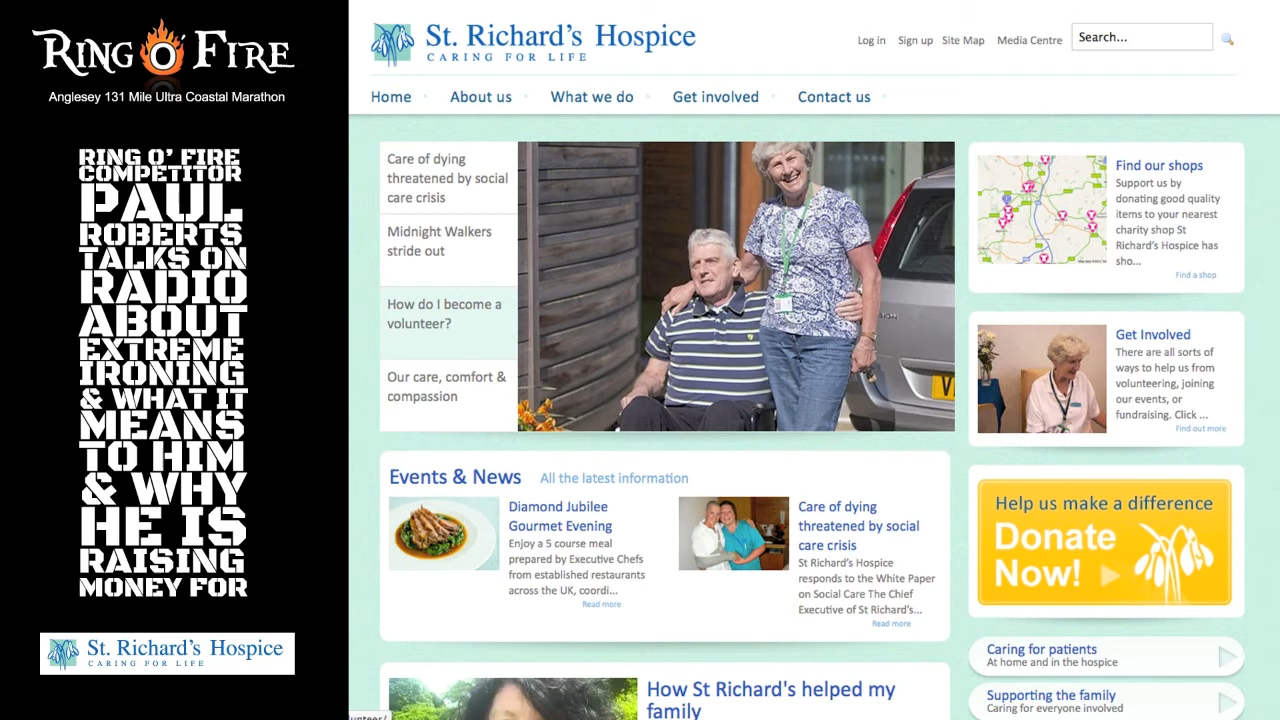 RING O' FIRE
Anglesey 131 Mile Ultra Coastal Marathon
RING O' FIRE
COMPETITOR
PAUL
ROBERTS
TALKS ON
RADIO
ABOUT
EXTREME
IRONING
& WHAT IT
MEANS
TO HIM
& WHY
HE IS
RAISING
MONEY FOR
St. Richard's Hospice
CARING FOR LIFE
St. Richard's Hospice
CARING FOR LIFE
Log in Sign up Site Map Media Centre Search...
Home About us What we do Get involved Contact us
Care of dying
threatened by social
care crisis
Midnight Walkers
stride out
How do I become a
volunteer?
Our care, comfort &
compassion
Find our shops
Support us by
donating good quality
items to your nearest
charity shop St
Richard's Hospice has
sho...
Find a shop
Get Involved
There are all sorts of
ways to help us from
volunteering, joining
our events, or
fundraising. Click ...
Find out more
Help us make a difference
Donate
Now!
Events & News All the latest information
Diamond Jubilee
Gourmet Evening
Enjoy a 5 course meal
prepared by Executive Chefs
from established restaurants
across the UK, coordi...
Read more
Care of dying
threatened by social
care crisis
St Richard's Hospice
responds to the White Paper
on Social Care The Chief
Executive of St Richard's...
Read more
Caring for patients
At home and in the hospice
Supporting the family
Caring for everyone involved
How St Richard's helped my
family
unteer/